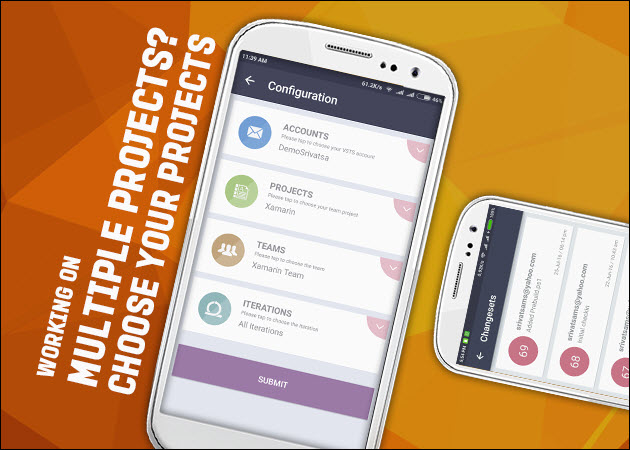 WORKING ON
MULTIPLE PROJECTS?
CHOOSE YOUR PROJECTS
11:39 AM
61.2K/s
46%
Configuration
ACCOUNTS
Please tap to choose your VSTS account
DemoSrivatsa
PROJECTS
Please tap to choose your team project
Xamarin
TEAMS
Please tap to choose the team
Xamarin Team
ITERATIONS
Please tap to choose the iteration
All Iterations
SUBMIT
Changesets
69
srivatsams@yahoo.com
Added Prebuild.ps1
68
srivatsams@yahoo.com
Initial checkin
67